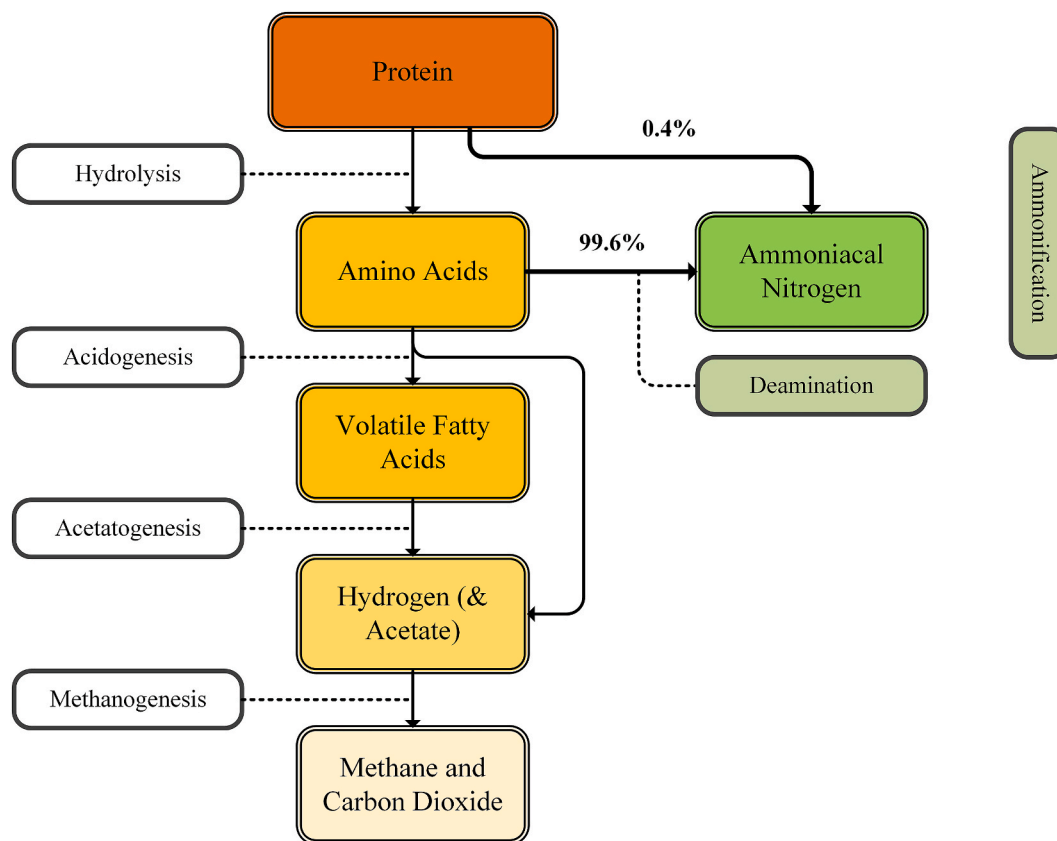 Protein
0.4%
Hydrolysis
Ammonification
Amino Acids
99.6%
Ammoniacal
Nitrogen
Acidogenesis
Deamination
Volatile Fatty
Acids
Acetatogenesis
Hydrogen (&
Acetate)
Methanogenesis
Methane and
Carbon Dioxide